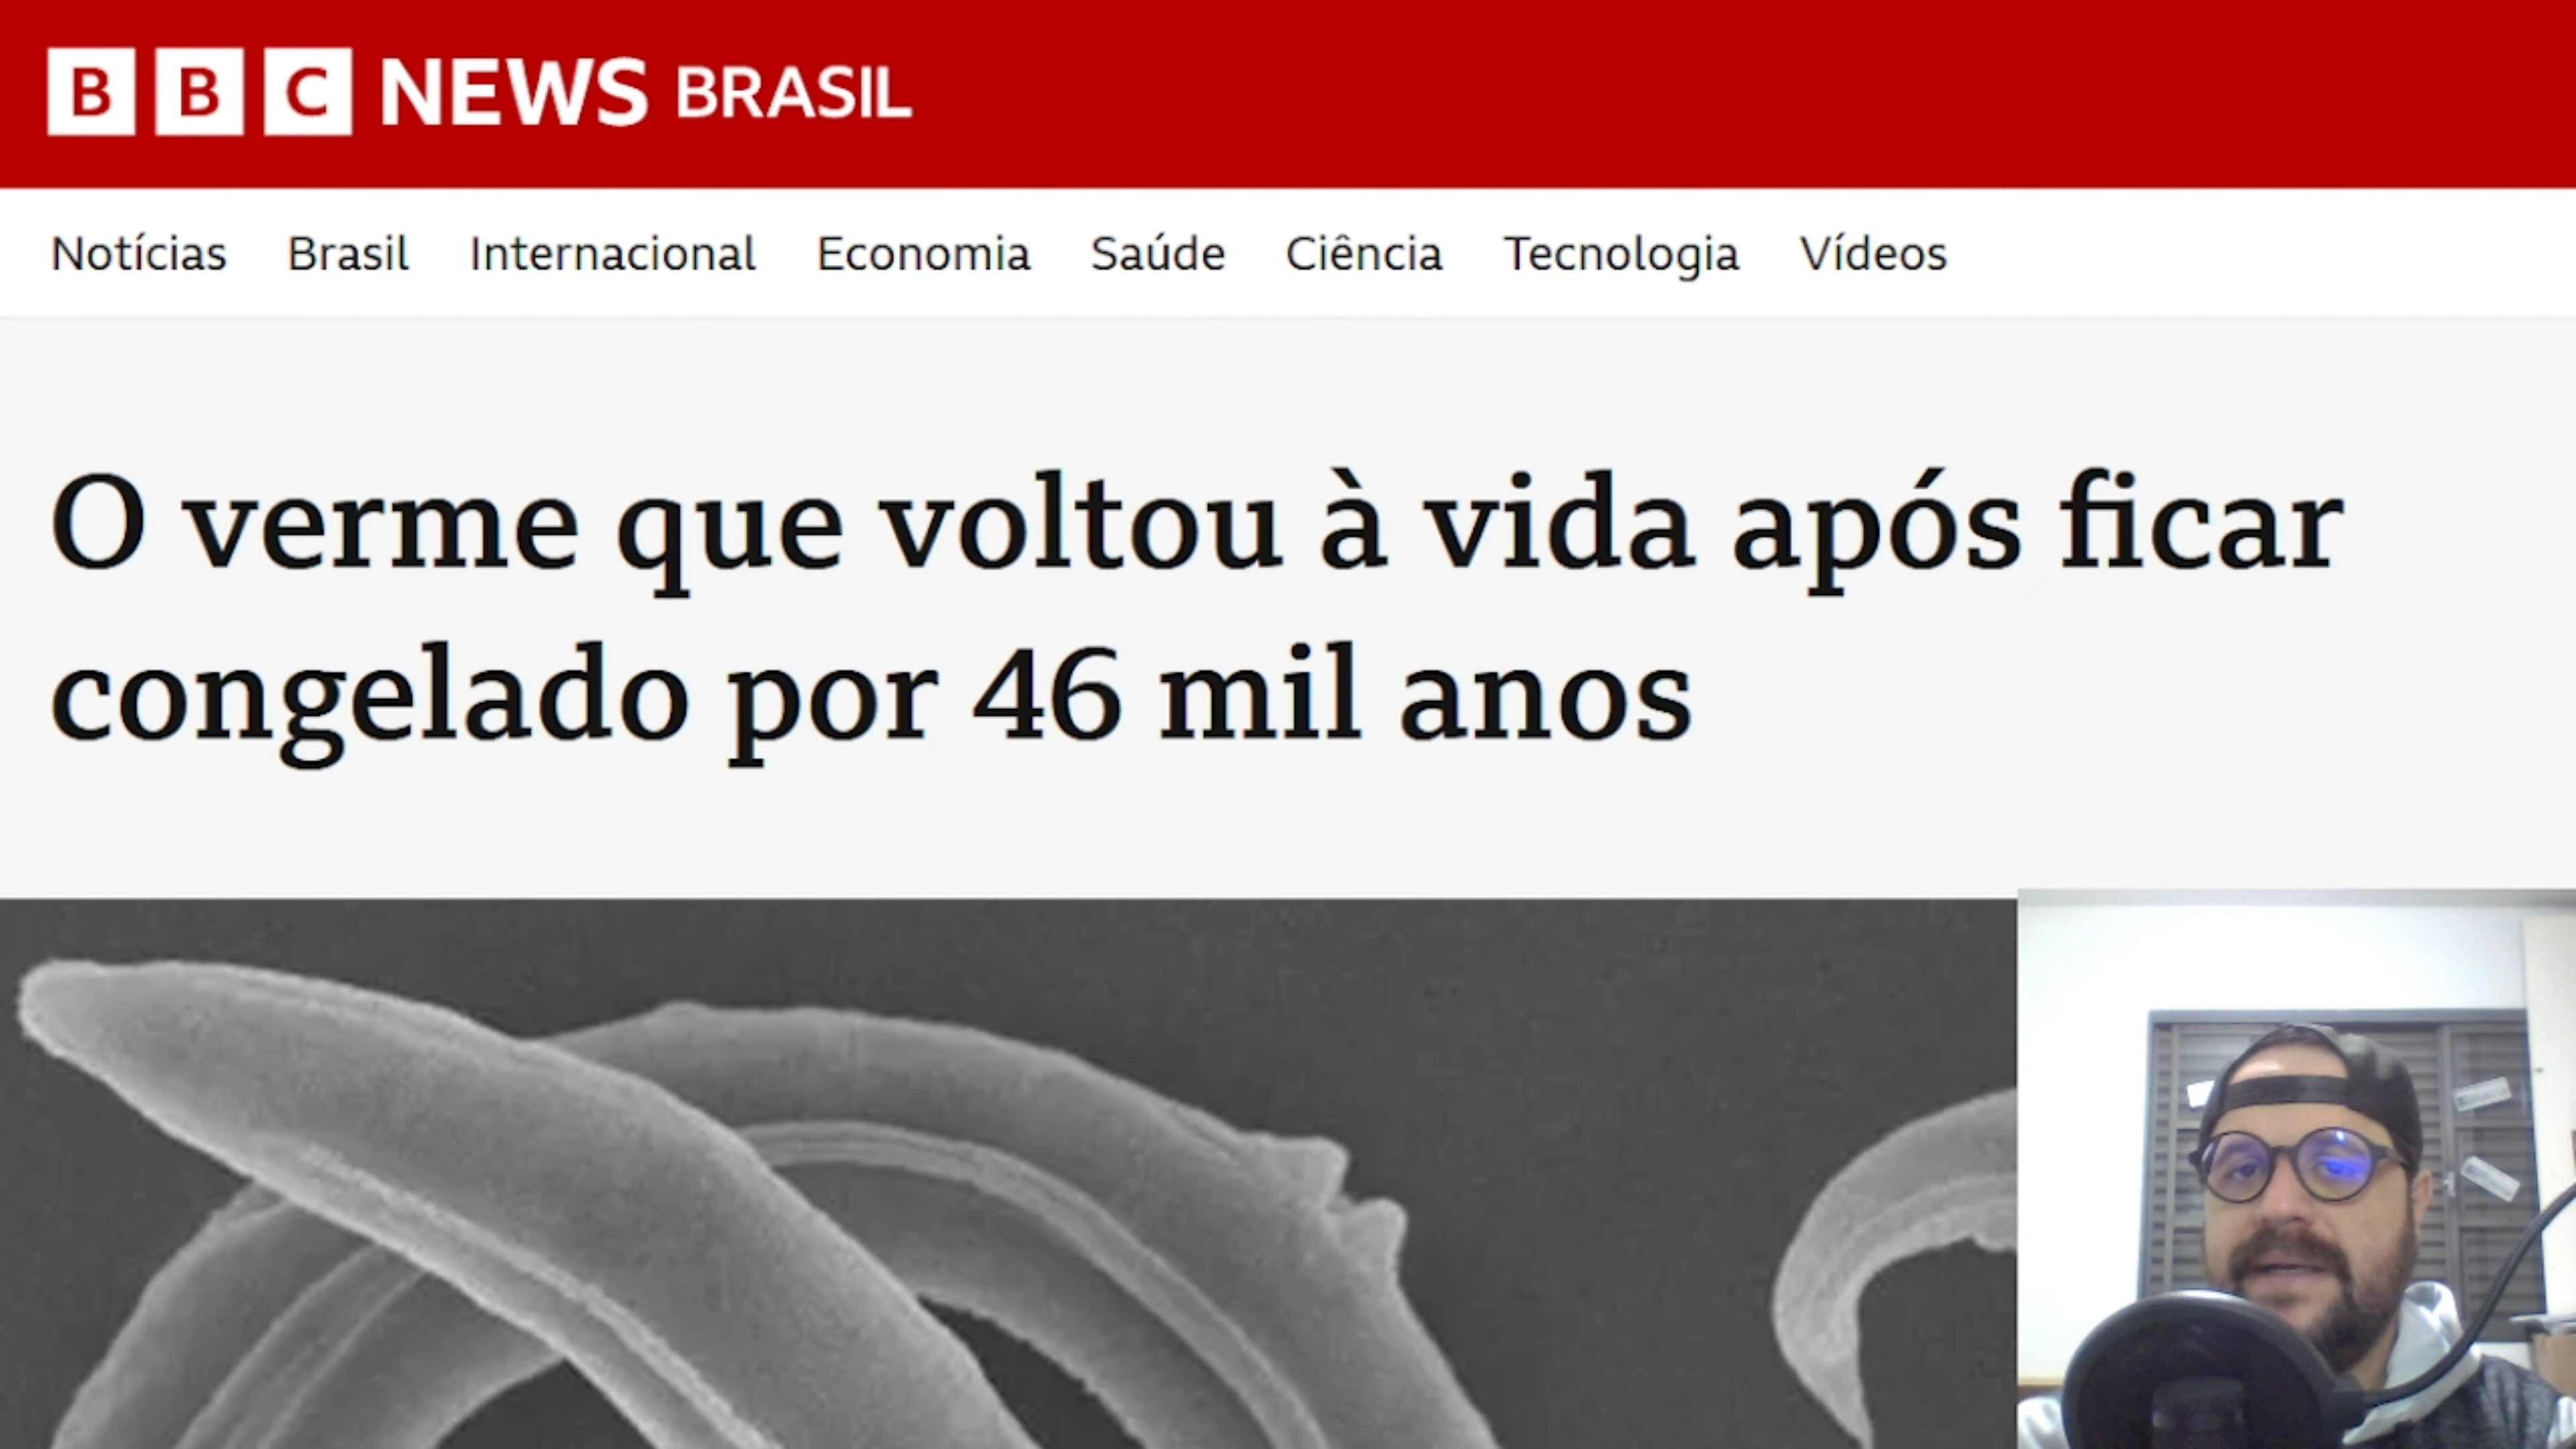 BBC NEWS BRASIL
Notícias Brasil Internacional Economia Saúde Ciência Tecnologia Vídeos
O verme que voltou à vida após ficar
congelado por 46 mil anos